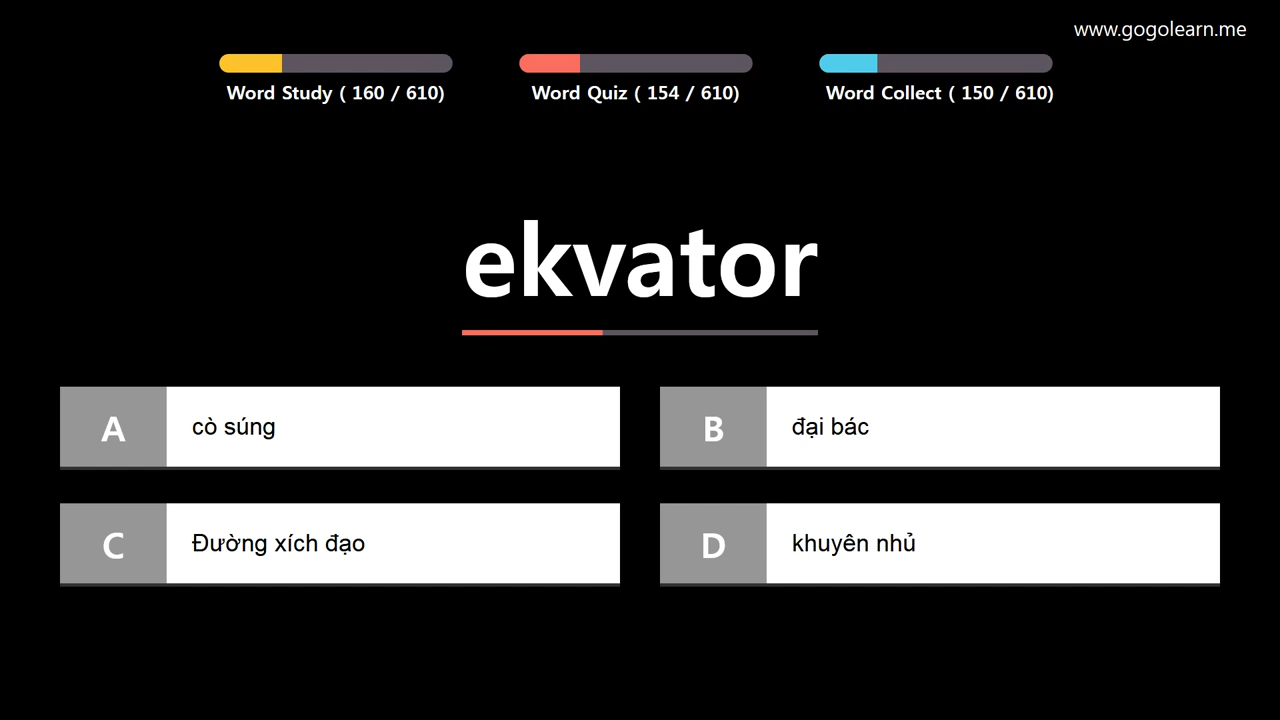 www.gogolearn.me
Word Study ( 160 / 610)
Word Quiz ( 154 / 610)
Word Collect ( 150 / 610)
ekvator
A cò súng
B đại bác
C Đường xích đạo
D khuyên nhủ